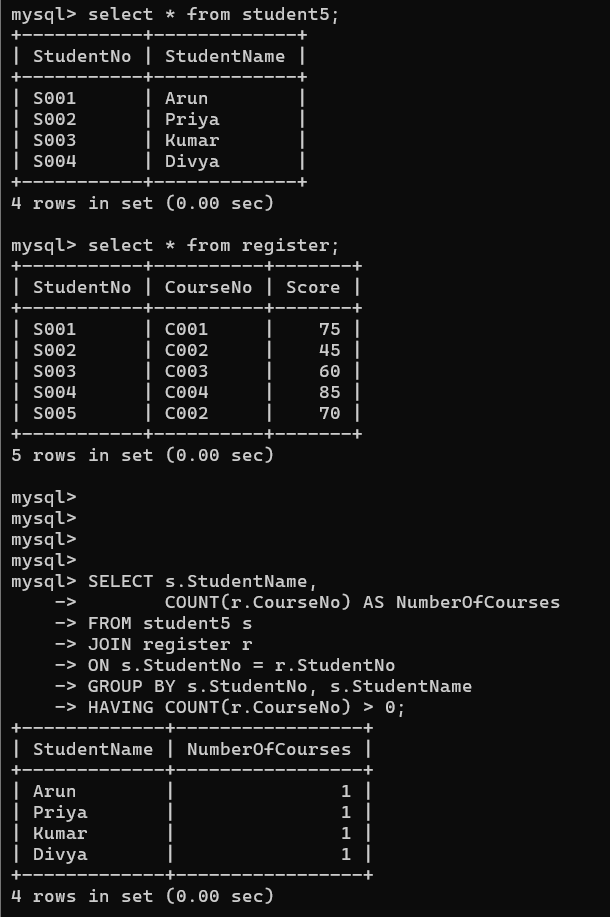 mysql> select * from student5;
+-----------+-------------+
| StudentNo | StudentName |
+-----------+-------------+
| S001      | Arun        |
| S002      | Priya       |
| S003      | Kumar       |
| S004      | Divya       |
+-----------+-------------+
4 rows in set (0.00 sec)

mysql> select * from register;
+-----------+----------+-------+
| StudentNo | CourseNo | Score |
+-----------+----------+-------+
| S001      | C001     |    75 |
| S002      | C002     |    45 |
| S003      | C003     |    60 |
| S004      | C004     |    85 |
| S005      | C002     |    70 |
+-----------+----------+-------+
5 rows in set (0.00 sec)

mysql>
mysql>
mysql>
mysql>
mysql> SELECT s.StudentName,
    ->        COUNT(r.CourseNo) AS NumberOfCourses
    -> FROM student5 s
    -> JOIN register r
    -> ON s.StudentNo = r.StudentNo
    -> GROUP BY s.StudentNo, s.StudentName
    -> HAVING COUNT(r.CourseNo) > 0;
+-------------+-----------------+
| StudentName | NumberOfCourses |
+-------------+-----------------+
| Arun        |               1 |
| Priya       |               1 |
| Kumar       |               1 |
| Divya       |               1 |
+-------------+-----------------+
4 rows in set (0.00 sec)